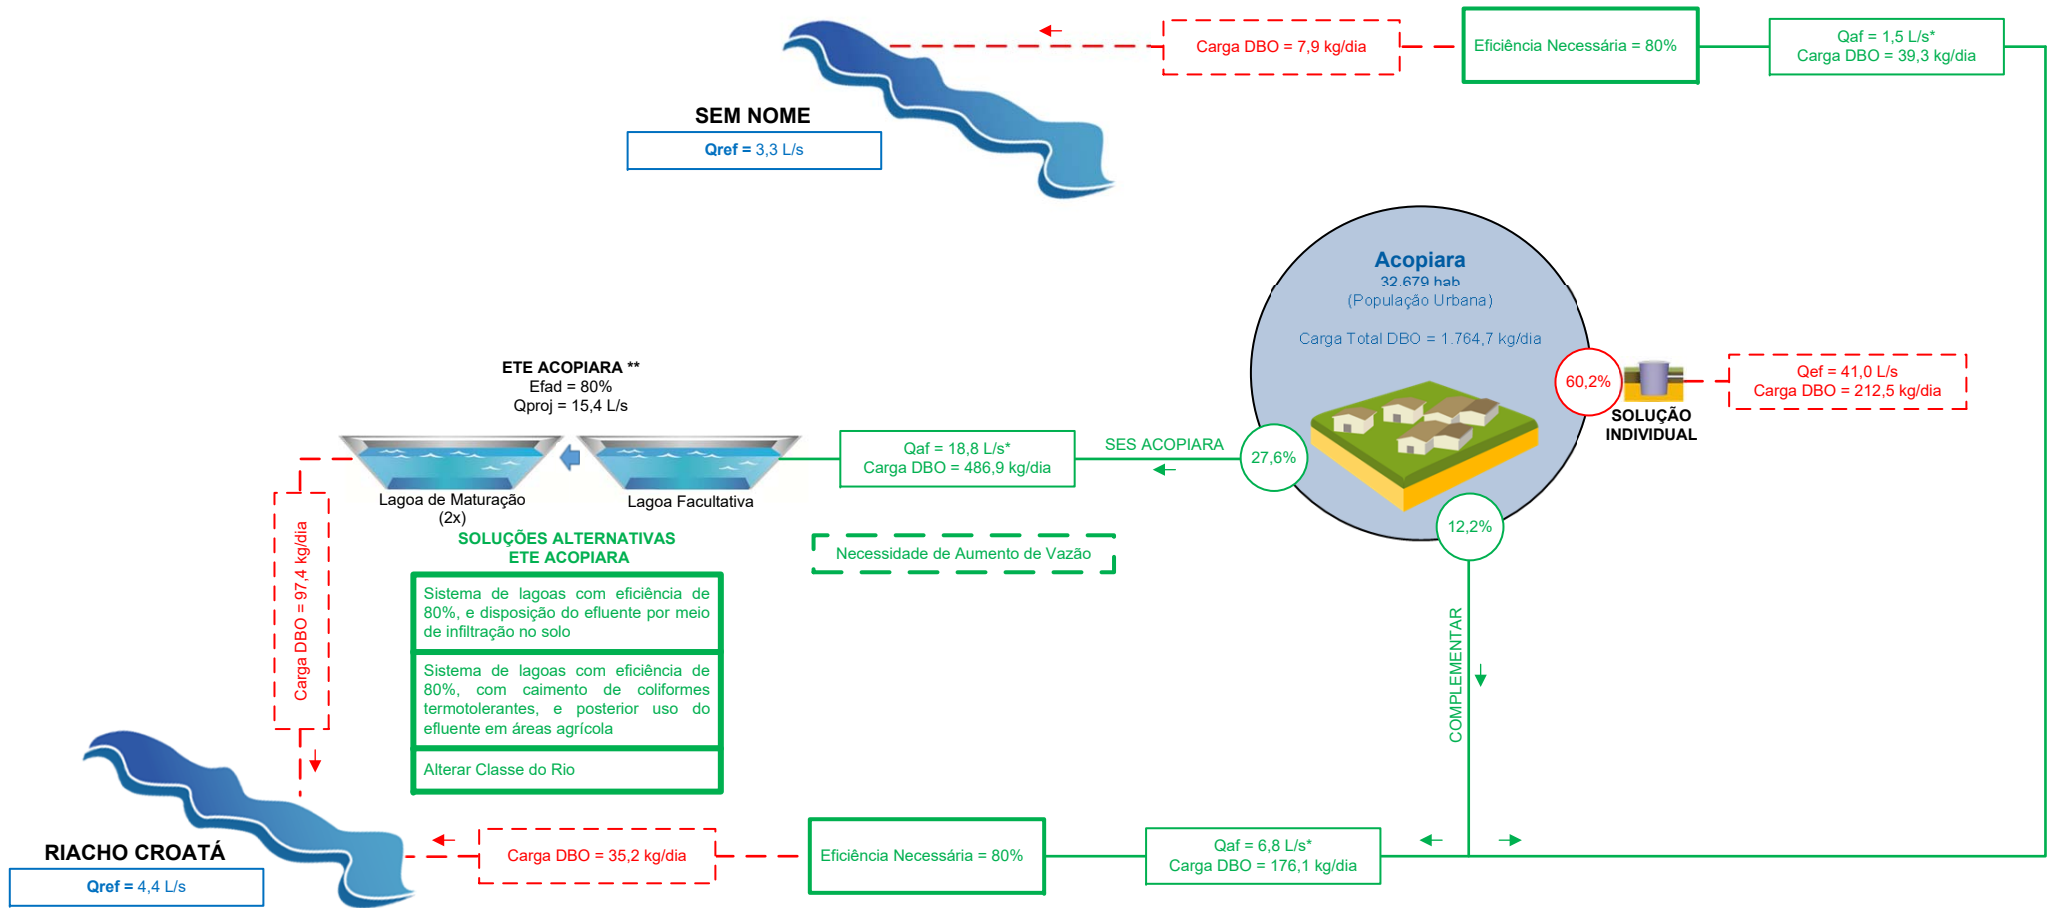 Carga DBO = 7,9 kg/dia
Eficiência Necessária = 80%
Qaf = 1,5 L/s*
Carga DBO = 39,3 kg/dia
SEM NOME
Qref = 3,3 L/s
Acopiara
32.679 hab
(População Urbana)
Carga Total DBO = 1.764,7 kg/dia
60,2%
SOLUÇÃO
INDIVIDUAL
Qef = 41,0 L/s
Carga DBO = 212,5 kg/dia
ETE ACOPIARA **
Efad = 80%
Qproj = 15,4 L/s
Lagoa de Maturação
(2x)
Lagoa Facultativa
Qaf = 18,8 L/s*
Carga DBO = 486,9 kg/dia
SES ACOPIARA
27,6%
12,2%
Carga DBO = 97,4 kg/dia
SOLUÇÕES ALTERNATIVAS
ETE ACOPIARA
Necessidade de Aumento de Vazão
Sistema de lagoas com eficiência de
80%, e disposição do efluente por meio
de infiltração no solo
Sistema de lagoas com eficiência de
80%, com caimento de coliformes
termotolerantes, e posterior uso do
efluente em áreas agrícola
Alterar Classe do Rio
COMPLEMENTAR
RIACHO CROATÁ
Qref = 4,4 L/s
Carga DBO = 35,2 kg/dia
Eficiência Necessária = 80%
Qaf = 6,8 L/s*
Carga DBO = 176,1 kg/dia